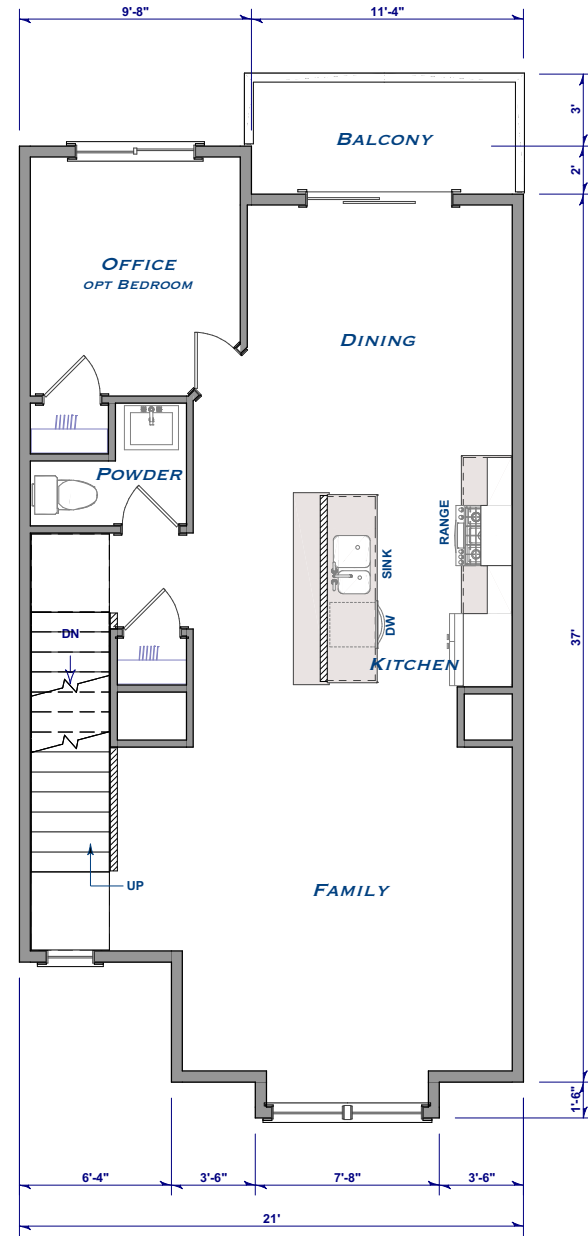 9'-8"
11'-4"
BALCONY
3'
2'
OFFICE
OPT BEDROOM
DINING
POWDER
RANGE
SINK
DW
KITCHEN
DN
37'
UP
FAMILY
1'-6"
6'-4"
3'-6"
7'-8"
3'-6"
21'